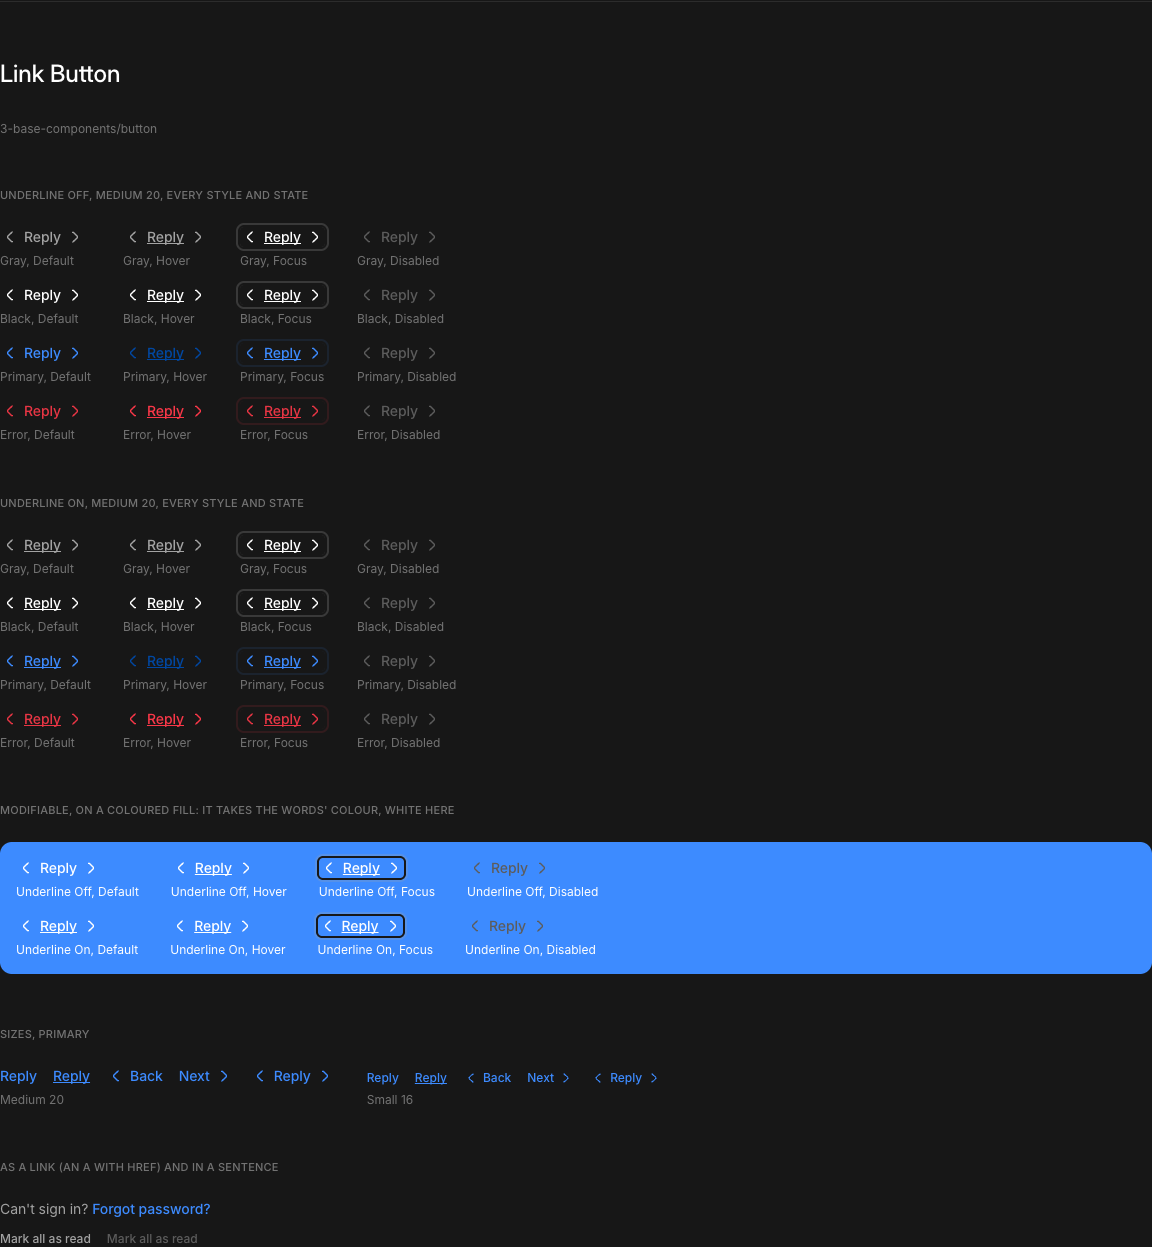 Link Button
3-base-components/button
UNDERLINE OFF, MEDIUM 20, EVERY STYLE AND STATE
Reply Reply Reply Reply
Gray, Default Gray, Hover Gray, Focus Gray, Disabled
Reply Reply Reply Reply
Black, Default Black, Hover Black, Focus Black, Disabled
Reply Reply Reply Reply
Primary, Default Primary, Hover Primary, Focus Primary, Disabled
Reply Reply Reply Reply
Error, Default Error, Hover Error, Focus Error, Disabled
UNDERLINE ON, MEDIUM 20, EVERY STYLE AND STATE
Reply Reply Reply Reply
Gray, Default Gray, Hover Gray, Focus Gray, Disabled
Reply Reply Reply Reply
Black, Default Black, Hover Black, Focus Black, Disabled
Reply Reply Reply Reply
Primary, Default Primary, Hover Primary, Focus Primary, Disabled
Reply Reply Reply Reply
Error, Default Error, Hover Error, Focus Error, Disabled
MODIFIABLE, ON A COLOURED FILL: IT TAKES THE WORDS' COLOUR, WHITE HERE
Reply Reply Reply Reply
Underline Off, Default Underline Off, Hover Underline Off, Focus Underline Off, Disabled
Reply Reply Reply Reply
Underline On, Default Underline On, Hover Underline On, Focus Underline On, Disabled
SIZES, PRIMARY
Reply Reply Back Next Reply Reply Reply Back Next Reply
Medium 20 Small 16
AS A LINK (AN A WITH HREF) AND IN A SENTENCE
Can't sign in? Forgot password?
Mark all as read Mark all as read